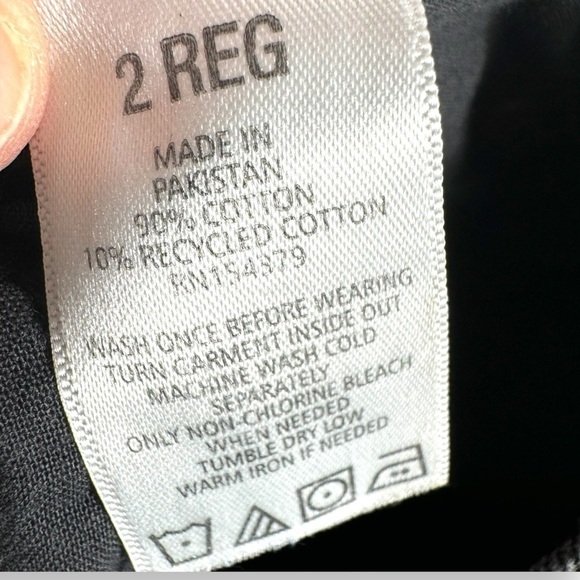 2 REG
MADE IN
PAKISTAN
90% COTTON
10% RECYCLED COTTON
RN154379
WASH ONCE BEFORE WEARING
TURN GARMENT INSIDE OUT
MACHINE WASH COLD
SEPARATELY
ONLY NON-CHLORINE BLEACH
WHEN NEEDED
TUMBLE DRY LOW
WARM IRON IF NEEDED